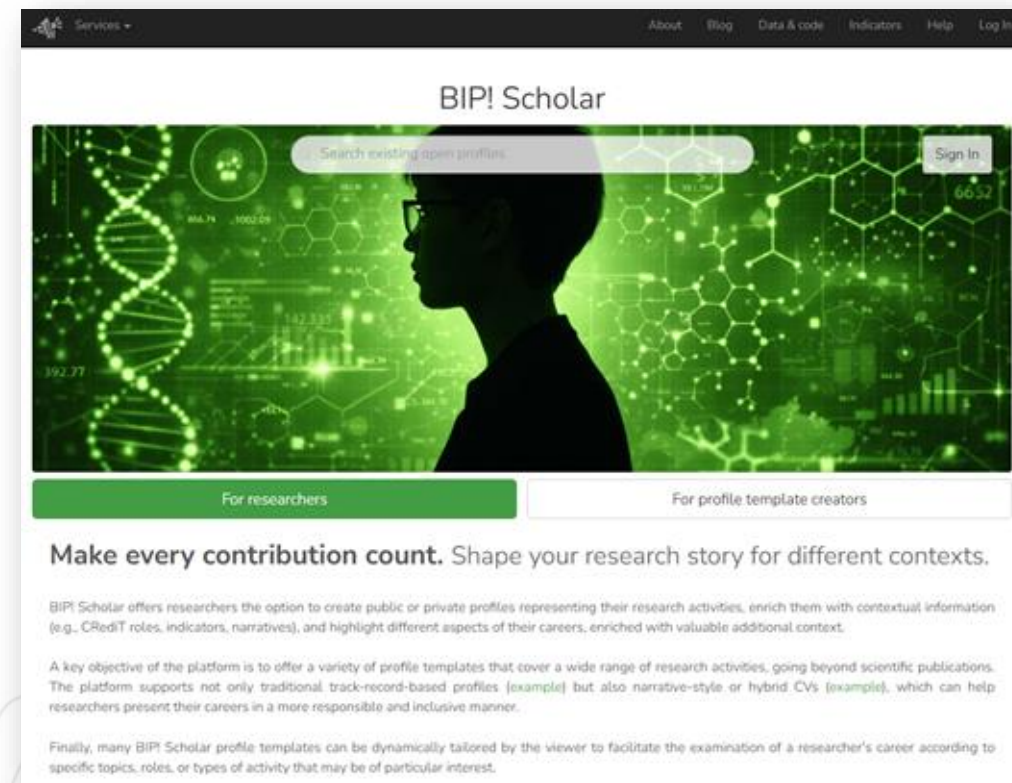 Services
About Blog Data & code Indicators Help Log In
BIP! Scholar
Search existing open profiles
Sign In
6652
866.74 1002.09
392.77
For researchers
For profile template creators
Make every contribution count. Shape your research story for different contexts.
BIP! Scholar offers researchers the option to create public or private profiles representing their research activities, enrich them with contextual information
(e.g., CRediT roles, indicators, narratives), and highlight different aspects of their careers, enriched with valuable additional context.
A key objective of the platform is to offer a variety of profile templates that cover a wide range of research activities, going beyond scientific publications.
The platform supports not only traditional track-record-based profiles (example) but also narrative-style or hybrid CVs (example), which can help
researchers present their careers in a more responsible and inclusive manner.
Finally, many BIP! Scholar profile templates can be dynamically tailored by the viewer to facilitate the examination of a researcher's career according to
specific topics, roles, or types of activity that may be of particular interest.